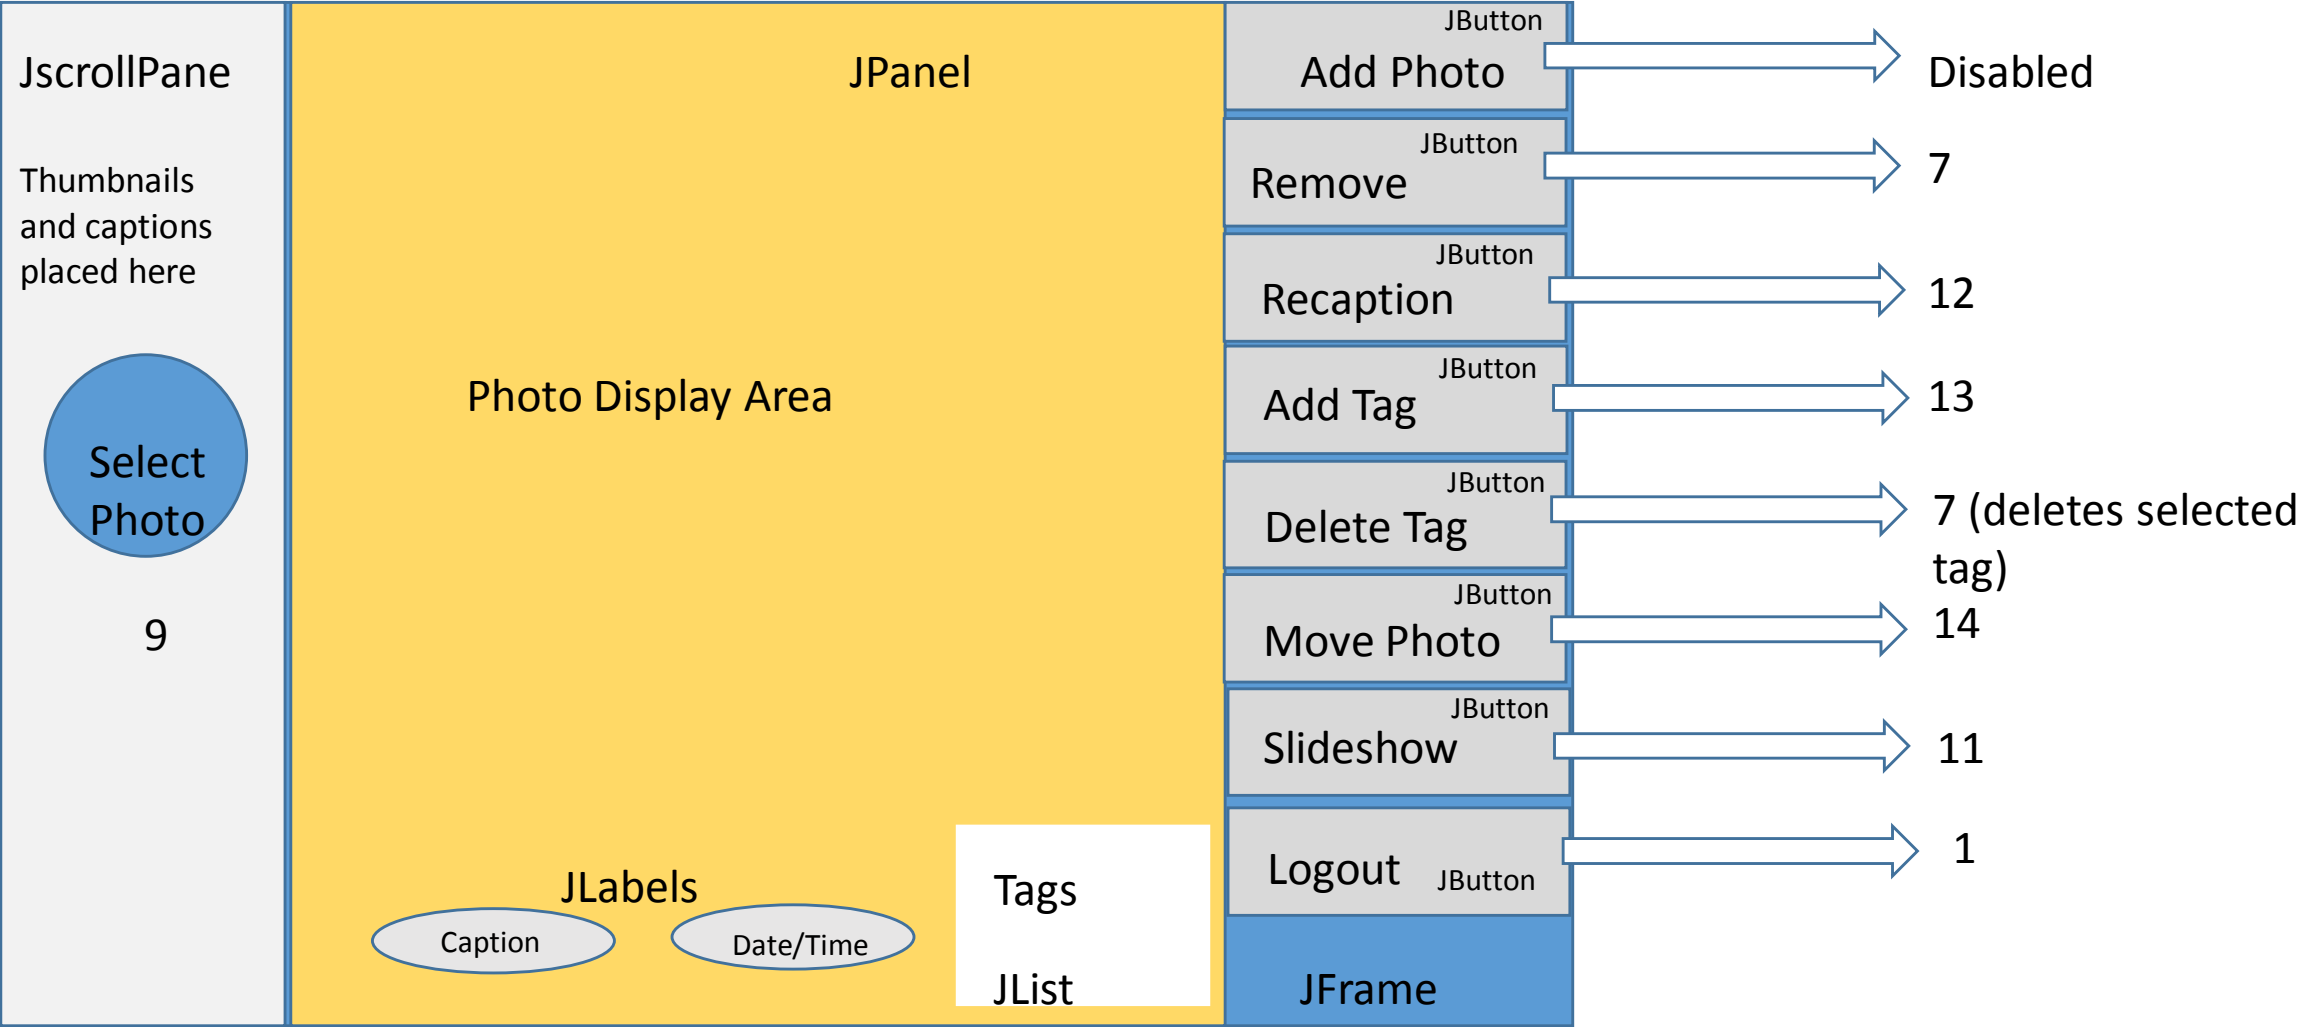 JscrollPane
Thumbnails
and captions
placed here
Select
Photo
9
JPanel
Photo Display Area
JLabels
Caption
Date/Time
Tags
JList
JButton
Add Photo
Disabled
JButton
Remove
7
JButton
Recaption
12
JButton
Add Tag
13
JButton
Delete Tag
7 (deletes selected
tag)
JButton
Move Photo
14
JButton
Slideshow
11
Logout
JButton
1
JFrame